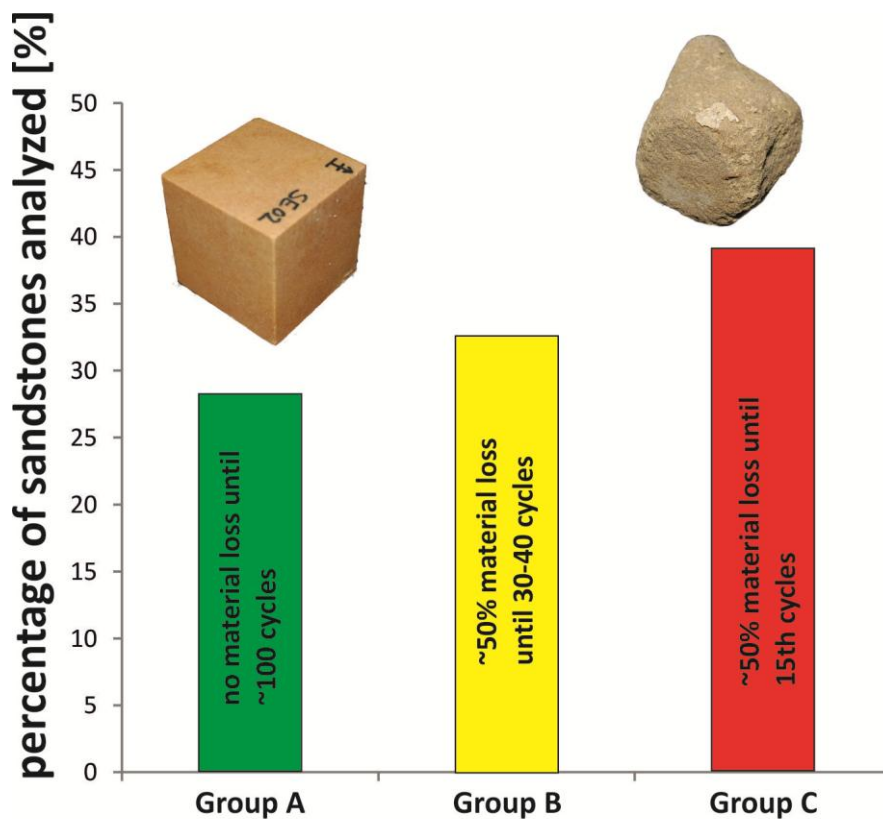 percentage of sandstones analyzed [%]
50
45
40
35
30
25
20
15
10
5
0
SE02
no material loss until
~100 cycles
~50% material loss
until 30-40 cycles
~50% material loss until
15th cycles
Group A
Group B
Group C